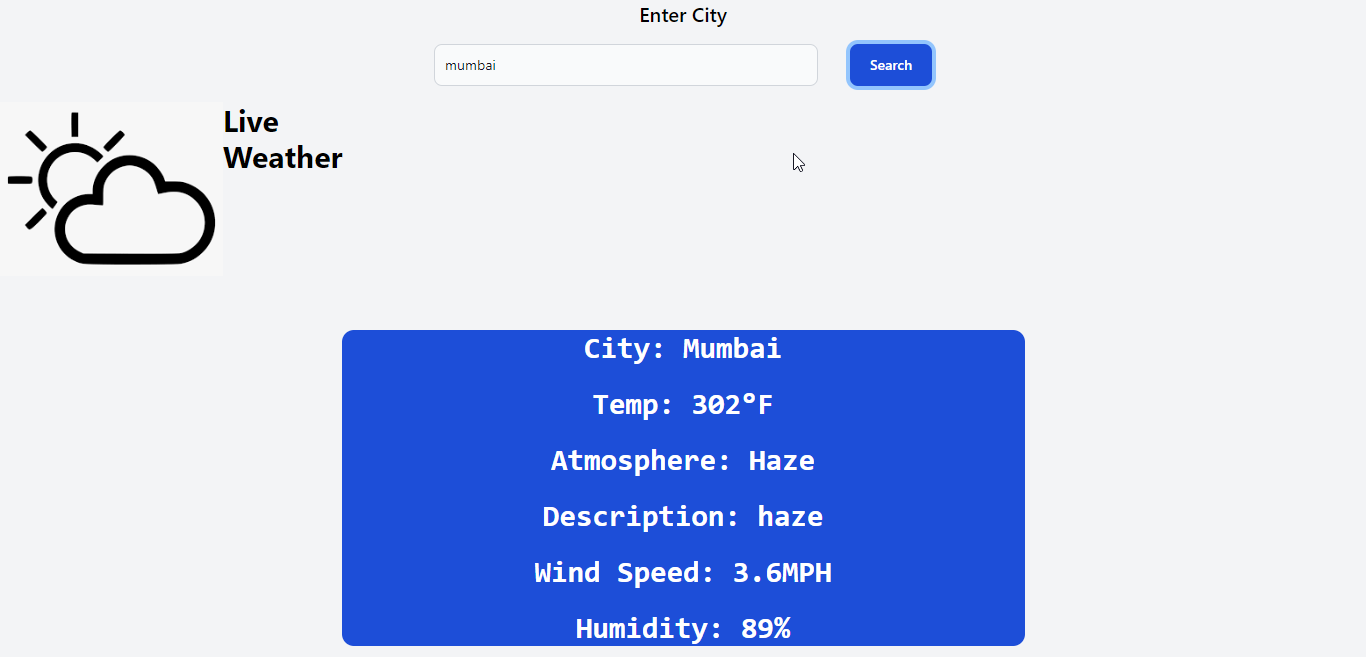 Enter City
mumbai
Search
Live
Weather
City: Mumbai
Temp: 302°F
Atmosphere: Haze
Description: haze
Wind Speed: 3.6MPH
Humidity: 89%